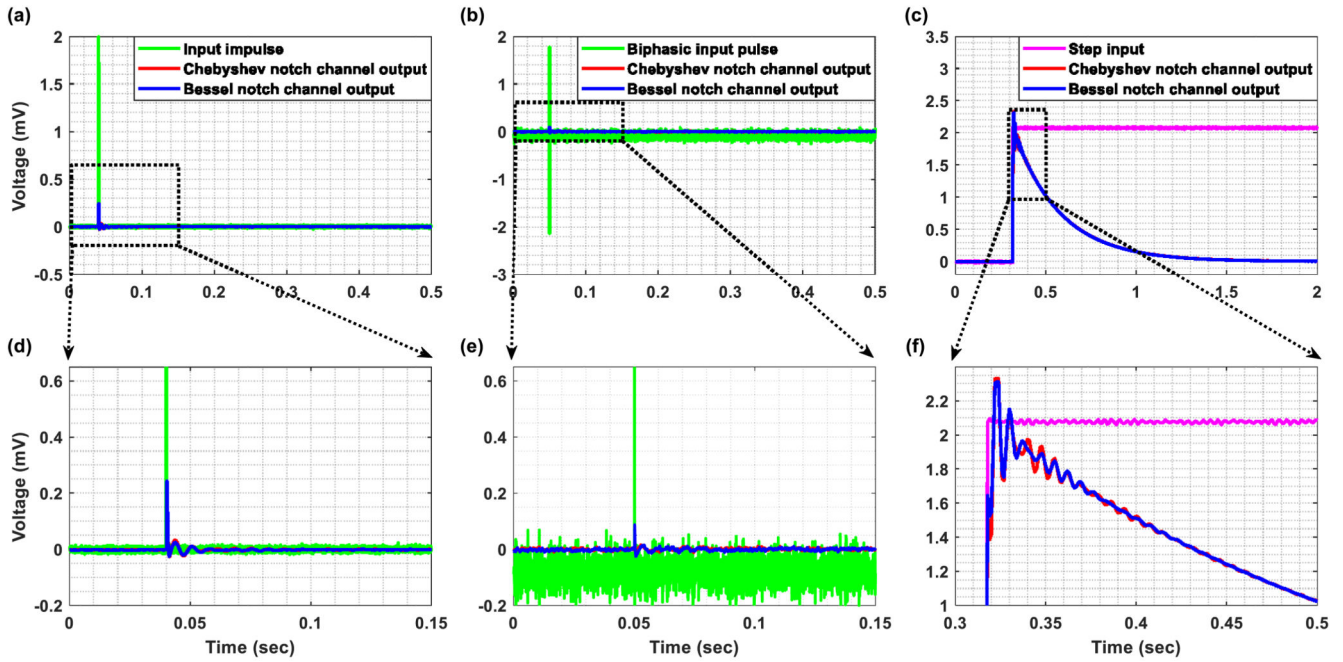 (a)
Voltage (mV)
2
1.5
1
0.5
0
-0.5
Input impulse
Chebyshev notch channel output
Bessel notch channel output
0 0.1 0.2 0.3 0.4 0.5
(b)
2
1
0
-1
-2
-3
Biphasic input pulse
Chebyshev notch channel output
Bessel notch channel output
0 0.1 0.2 0.3 0.4 0.5
(c)
3.5
3
2.5
2
1.5
1
0.5
0
Step input
Chebyshev notch channel output
Bessel notch channel output
0 0.5 1 1.5 2
(d)
Voltage (mV)
0.6
0.4
0.2
0
-0.2
0 0.05 0.1 0.15
Time (sec)
(e)
0.6
0.4
0.2
0
-0.2
0 0.05 0.1 0.15
Time (sec)
(f)
2.2
2
1.8
1.6
1.4
1.2
1
0.3 0.35 0.4 0.45 0.5
Time (sec)